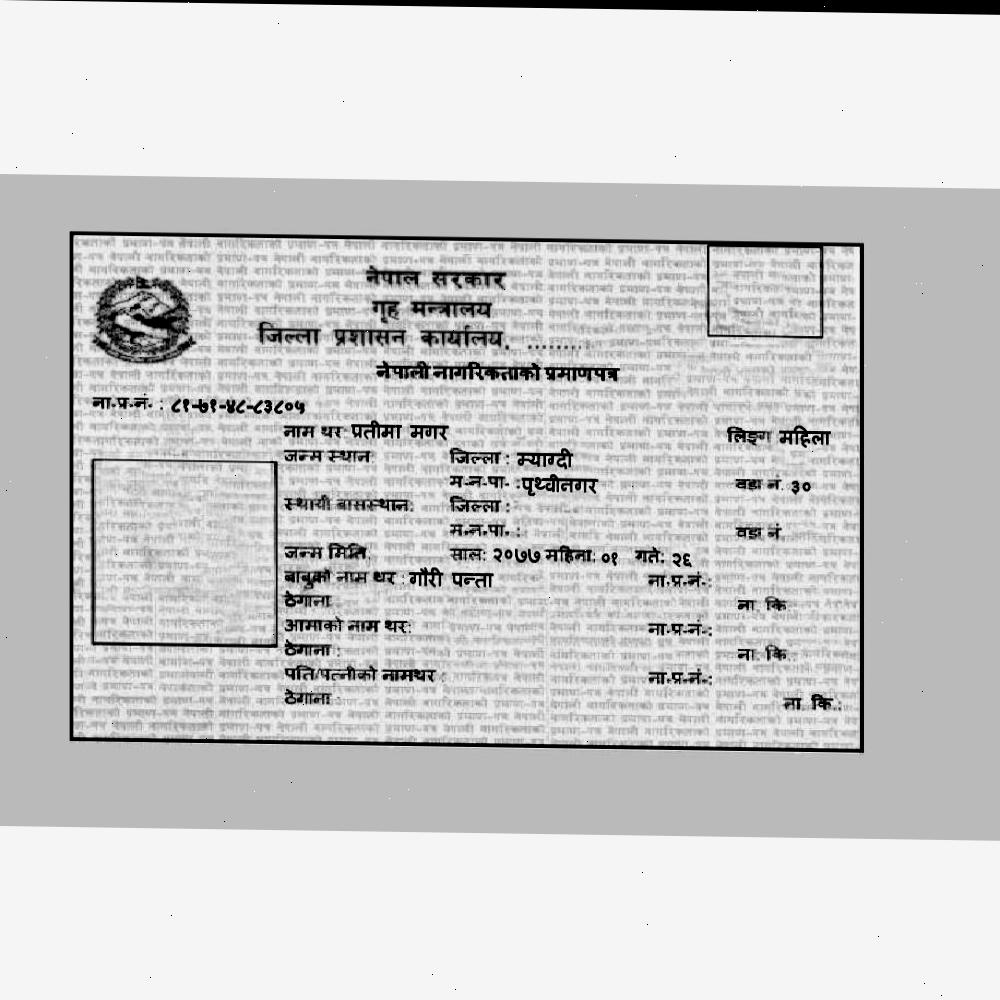 नेपाल सरकार
गृह मन्त्रालय
जिल्ला प्रशासन कार्यालय, ..........
नेपाली नागरिकताको प्रमाणपत्र
ना.प्र.नं. : ८१-७१-४८-८३८०५
नाम थर: प्रतीमा मगर लिङ्ग महिला
जन्म स्थान: जिल्ला : म्याग्दी
म.न.पा. : पृथ्वीनगर वडा नं. ३०
स्थायी बासस्थान: जिल्ला :
म.न.पा. : वडा नं.
जन्म मिति: साल: २०७७ महिना: ०१ गते: २६
बाबुको नाम थर : गौरी पन्ता ना.प्र.नं.:
ठेगाना : ना. कि.:
आमाको नाम थर: ना.प्र.नं.:
ठेगाना : ना. कि.:
पति/पत्नीको नामथर : ना.प्र.नं.:
ठेगाना : ना. कि.: